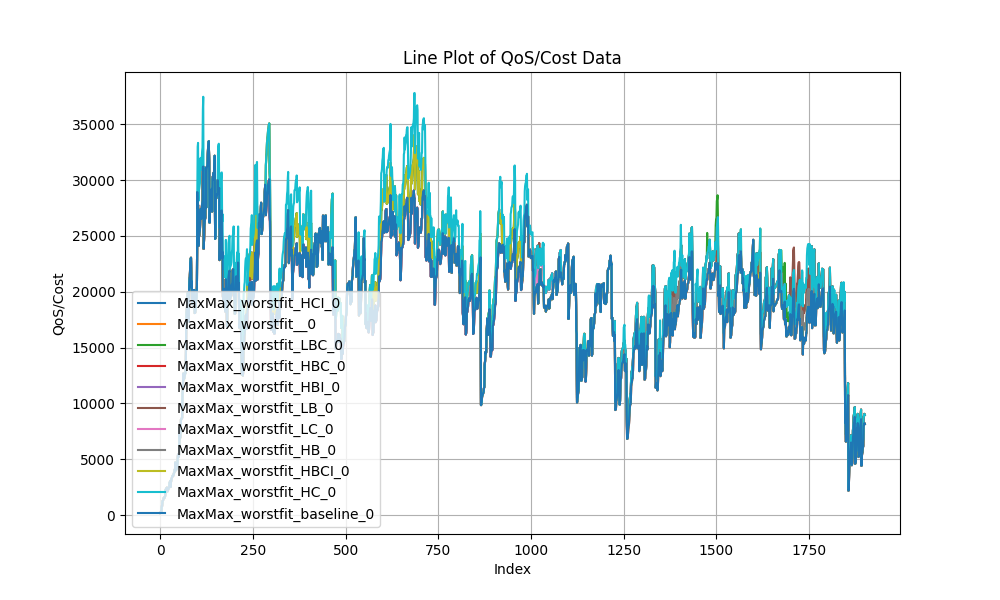 Line Plot of QoS/Cost Data
QoS/Cost
35000
30000
25000
20000
15000
10000
5000
0
MaxMax_worstfit_HCI_0
MaxMax_worstfit__0
MaxMax_worstfit_LBC_0
MaxMax_worstfit_HBC_0
MaxMax_worstfit_HBI_0
MaxMax_worstfit_LB_0
MaxMax_worstfit_LC_0
MaxMax_worstfit_HB_0
MaxMax_worstfit_HBCI_0
MaxMax_worstfit_HC_0
MaxMax_worstfit_baseline_0
0 250 500 750 1000 1250 1500 1750
Index